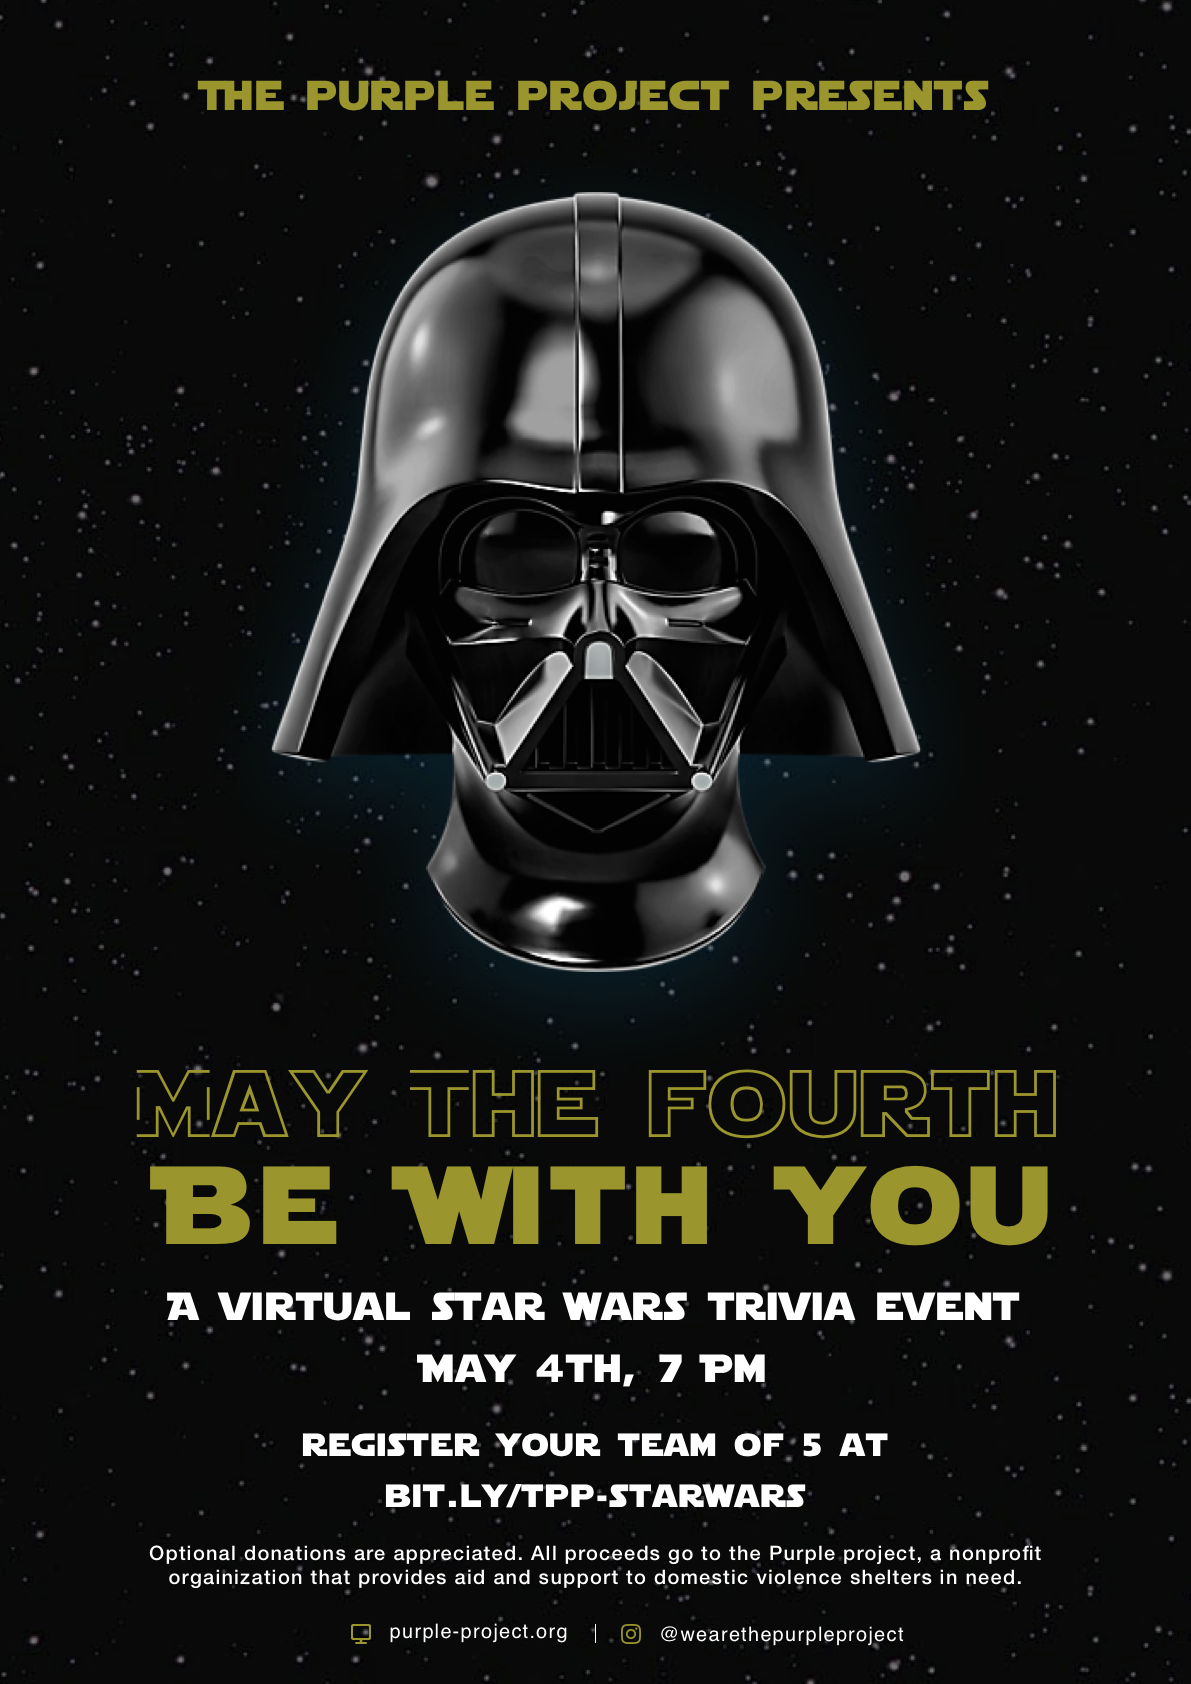 THE PURPLE PROJECT PRESENTS
MAY THE FOURTH
BE WITH YOU
A VIRTUAL STAR WARS TRIVIA EVENT
MAY 4TH, 7 PM
REGISTER YOUR TEAM OF 5 AT
BIT.LY/TPP-STARWARS
Optional donations are appreciated. All proceeds go to the Purple project, a nonprofit
orgainization that provides aid and support to domestic violence shelters in need.
purple-project.org | @wearethepurpleproject